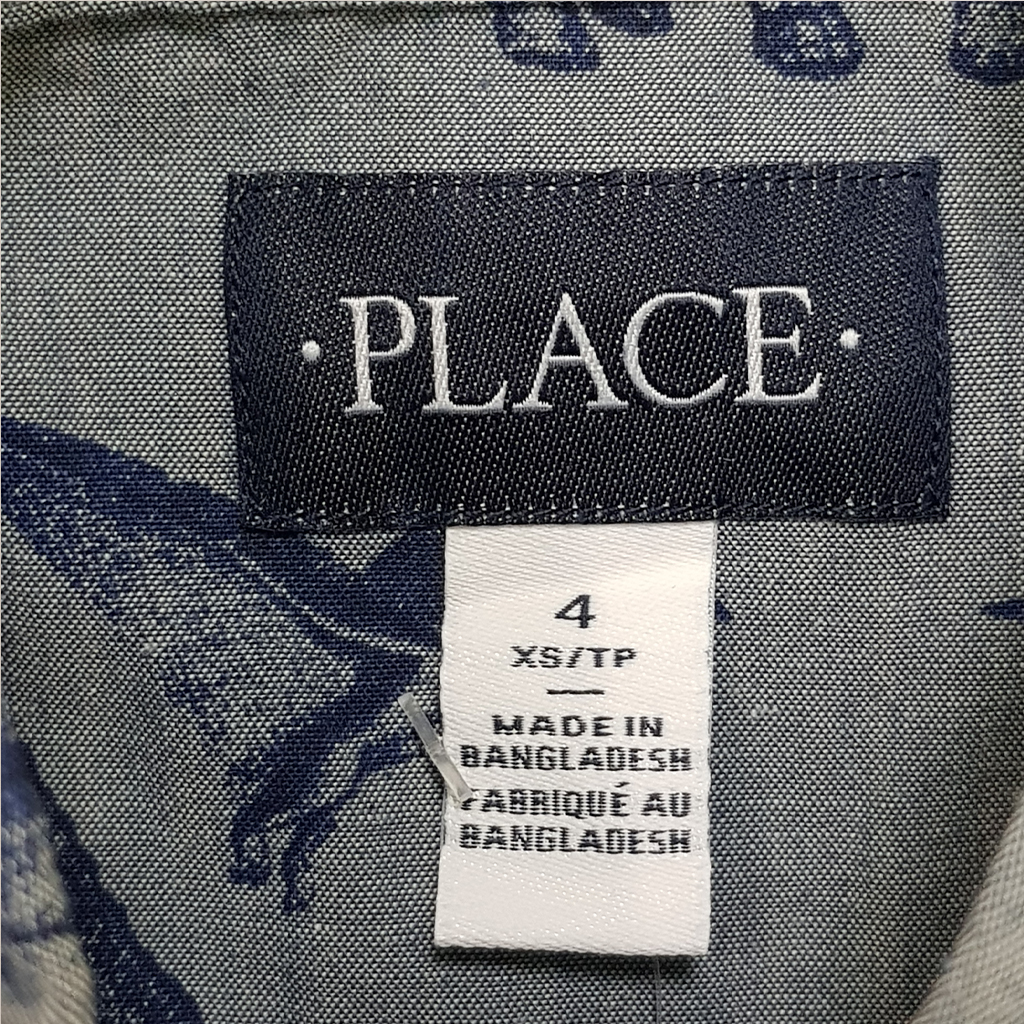 ·PLACE·
4
XS/TP
—
MADE IN
BANGLADESH
FABRIQUÉ AU
BANGLADESH